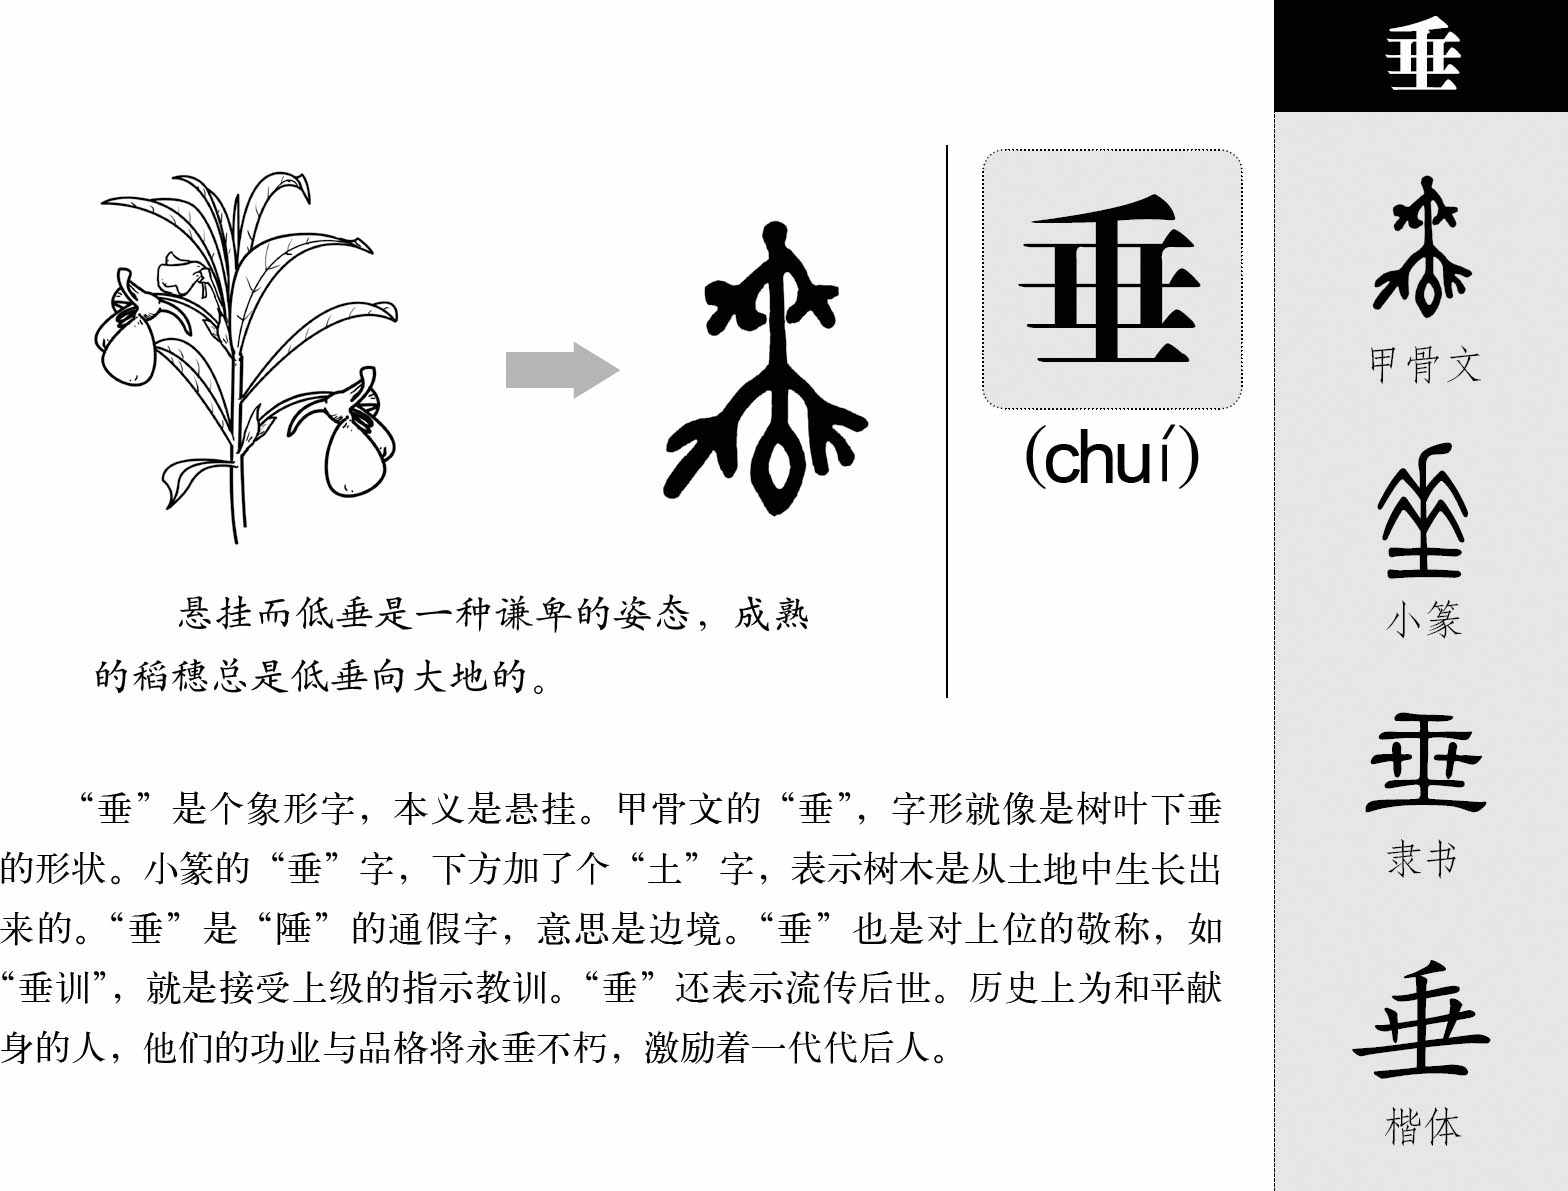 垂
垂
(chuí)
悬挂而低垂是一种谦卑的姿态，成熟
的稻穗总是低垂向大地的。
“垂”是个象形字，本义是悬挂。甲骨文的“垂”，字形就像是树叶下垂
的形状。小篆的“垂”字，下方加了个“土”字，表示树木是从土地中生长出
来的。“垂”是“陲”的通假字，意思是边境。“垂”也是对上位的敬称，如
“垂训”，就是接受上级的指示教训。“垂”还表示流传后世。历史上为和平献
身的人，他们的功业与品格将永垂不朽，激励着一代代后人。
甲骨文
小篆
垂
隶书
垂
楷体